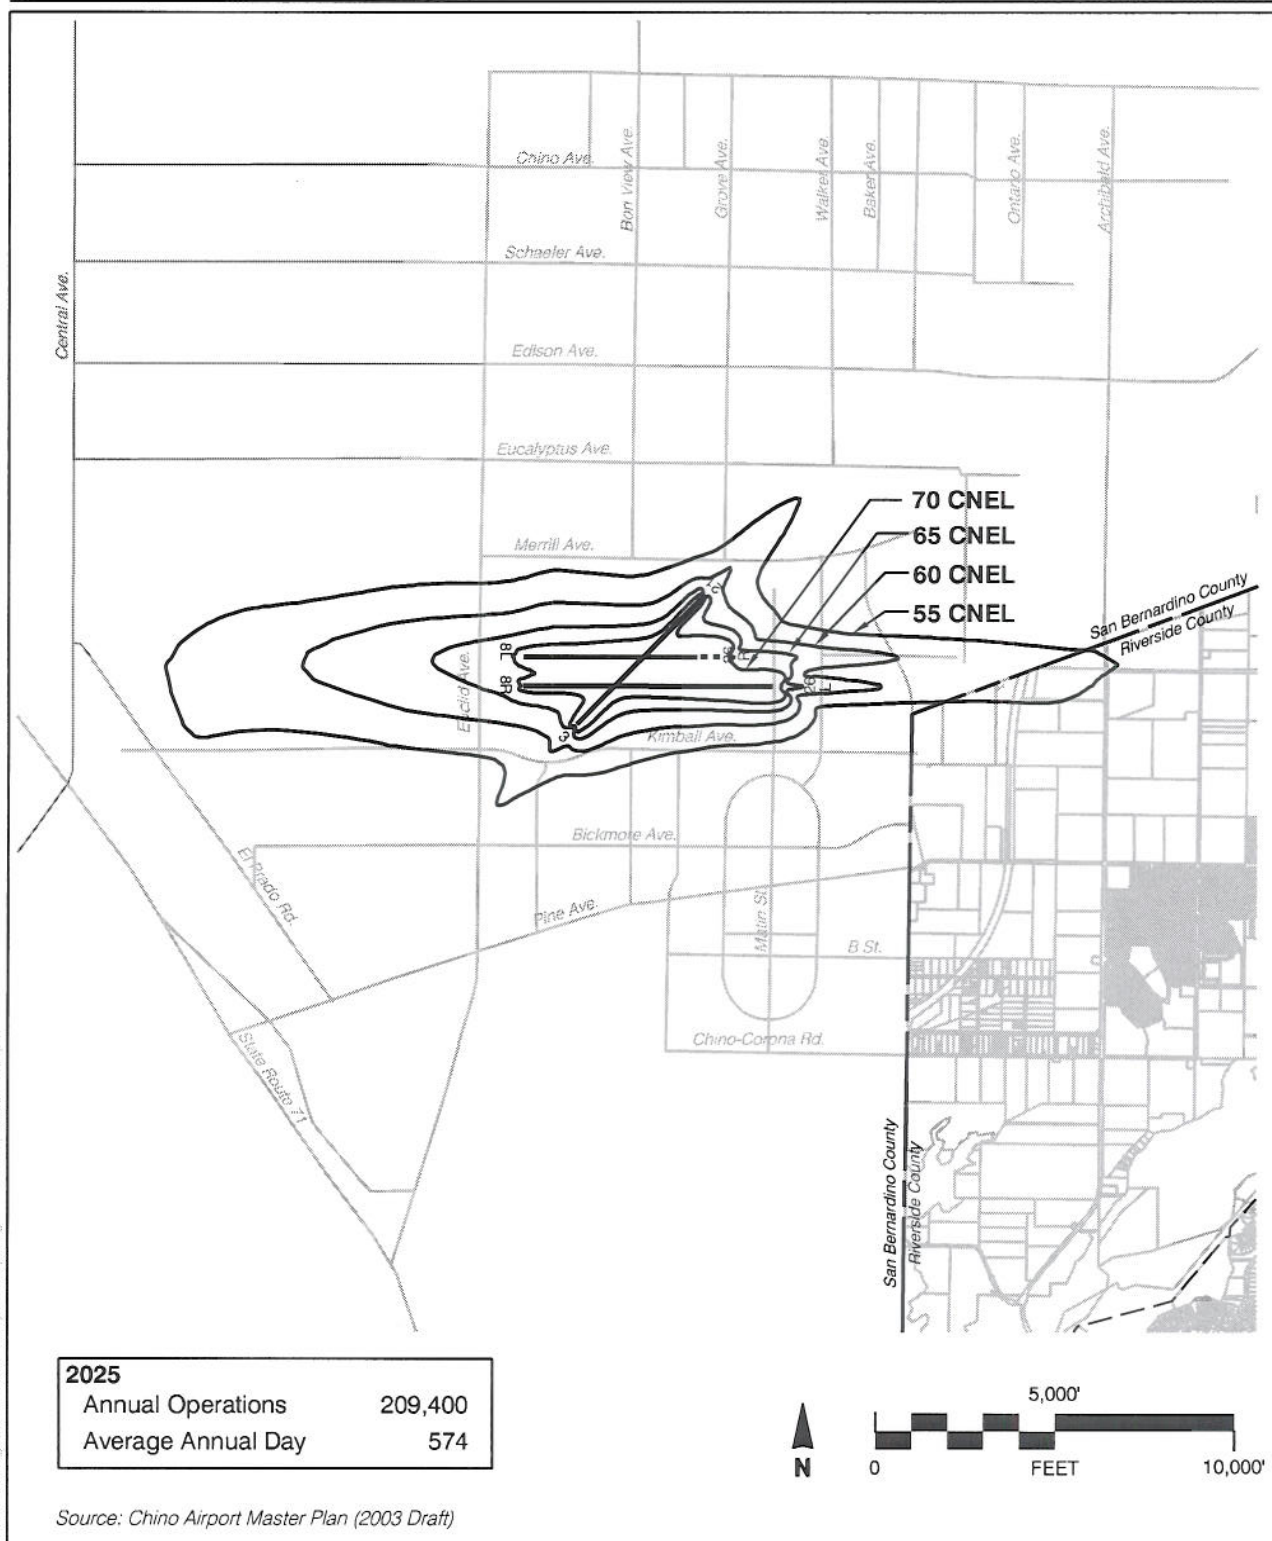 Chino Ave.
Bon View Ave.
Grove Ave.
Walker Ave.
Baker Ave.
Ontario Ave.
Archibald Ave.
Schaefer Ave.
Central Ave.
Edison Ave.
Eucalyptus Ave.
70 CNEL
65 CNEL
60 CNEL
55 CNEL
Merrill Ave.
San Bernardino County
Riverside County
8L
8R
21
26 R
26 L
3
Euclid Ave.
Kimball Ave.
Bickmore Ave.
El Prado Rd.
Pine Ave.
Main St.
B St.
Chino-Corona Rd.
State Route 71
San Bernardino County
Riverside County
2025
Annual Operations 209,400
Average Annual Day 574
N
5,000'
0 FEET 10,000'
Source: Chino Airport Master Plan (2003 Draft)